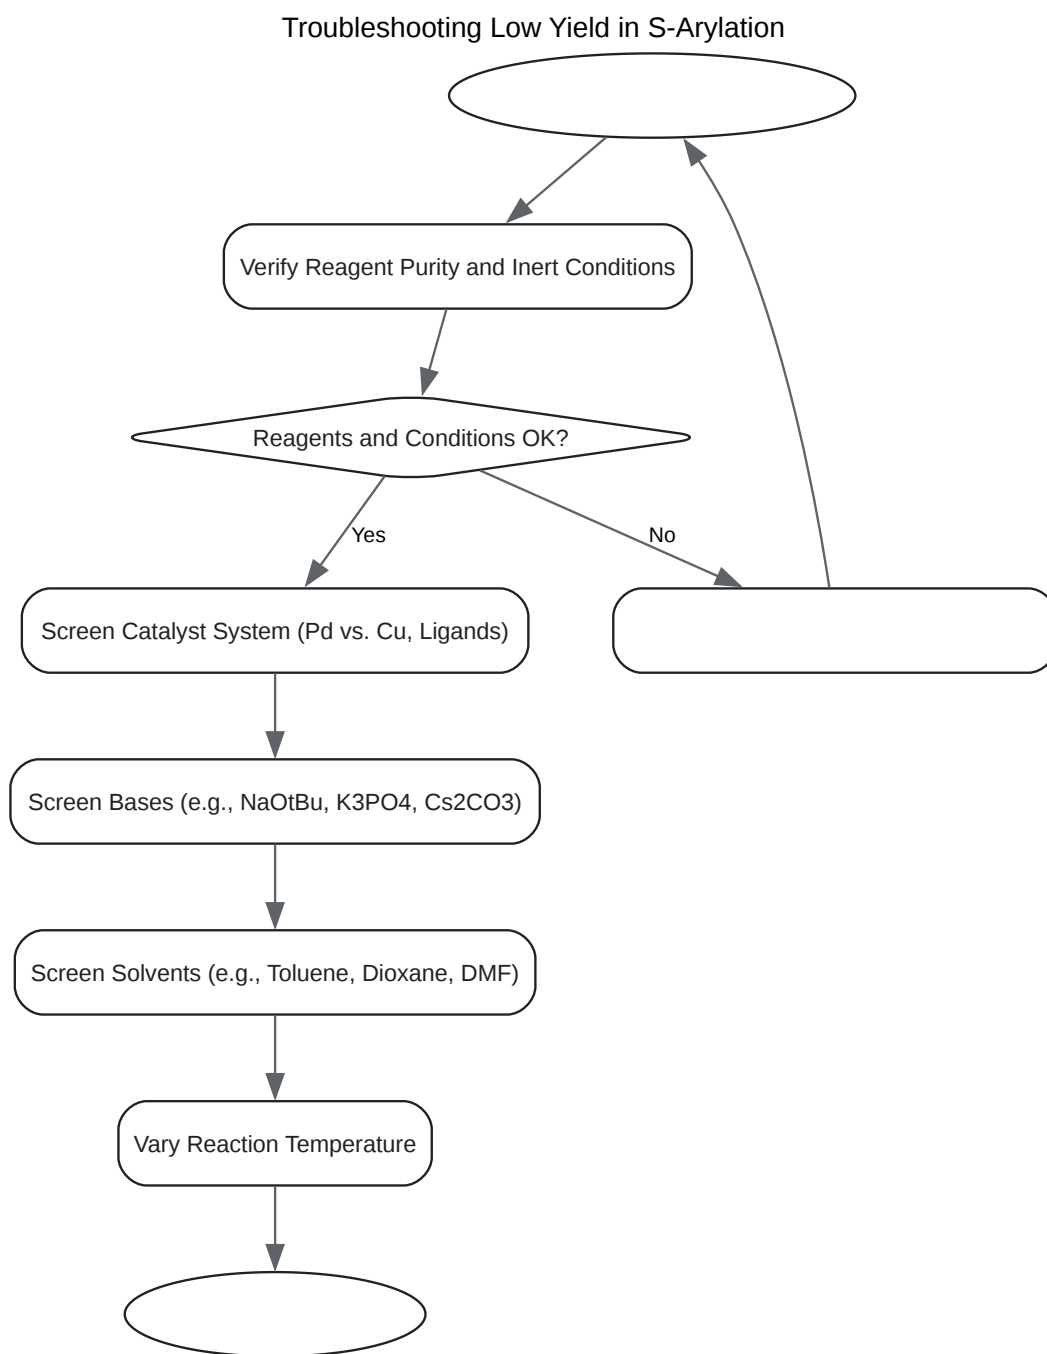 Troubleshooting Low Yield in S-Arylation
Verify Reagent Purity and Inert Conditions
Reagents and Conditions OK?
Yes
No
Screen Catalyst System (Pd vs. Cu, Ligands)
Screen Bases (e.g., NaOtBu, K3PO4, Cs2CO3)
Screen Solvents (e.g., Toluene, Dioxane, DMF)
Vary Reaction Temperature